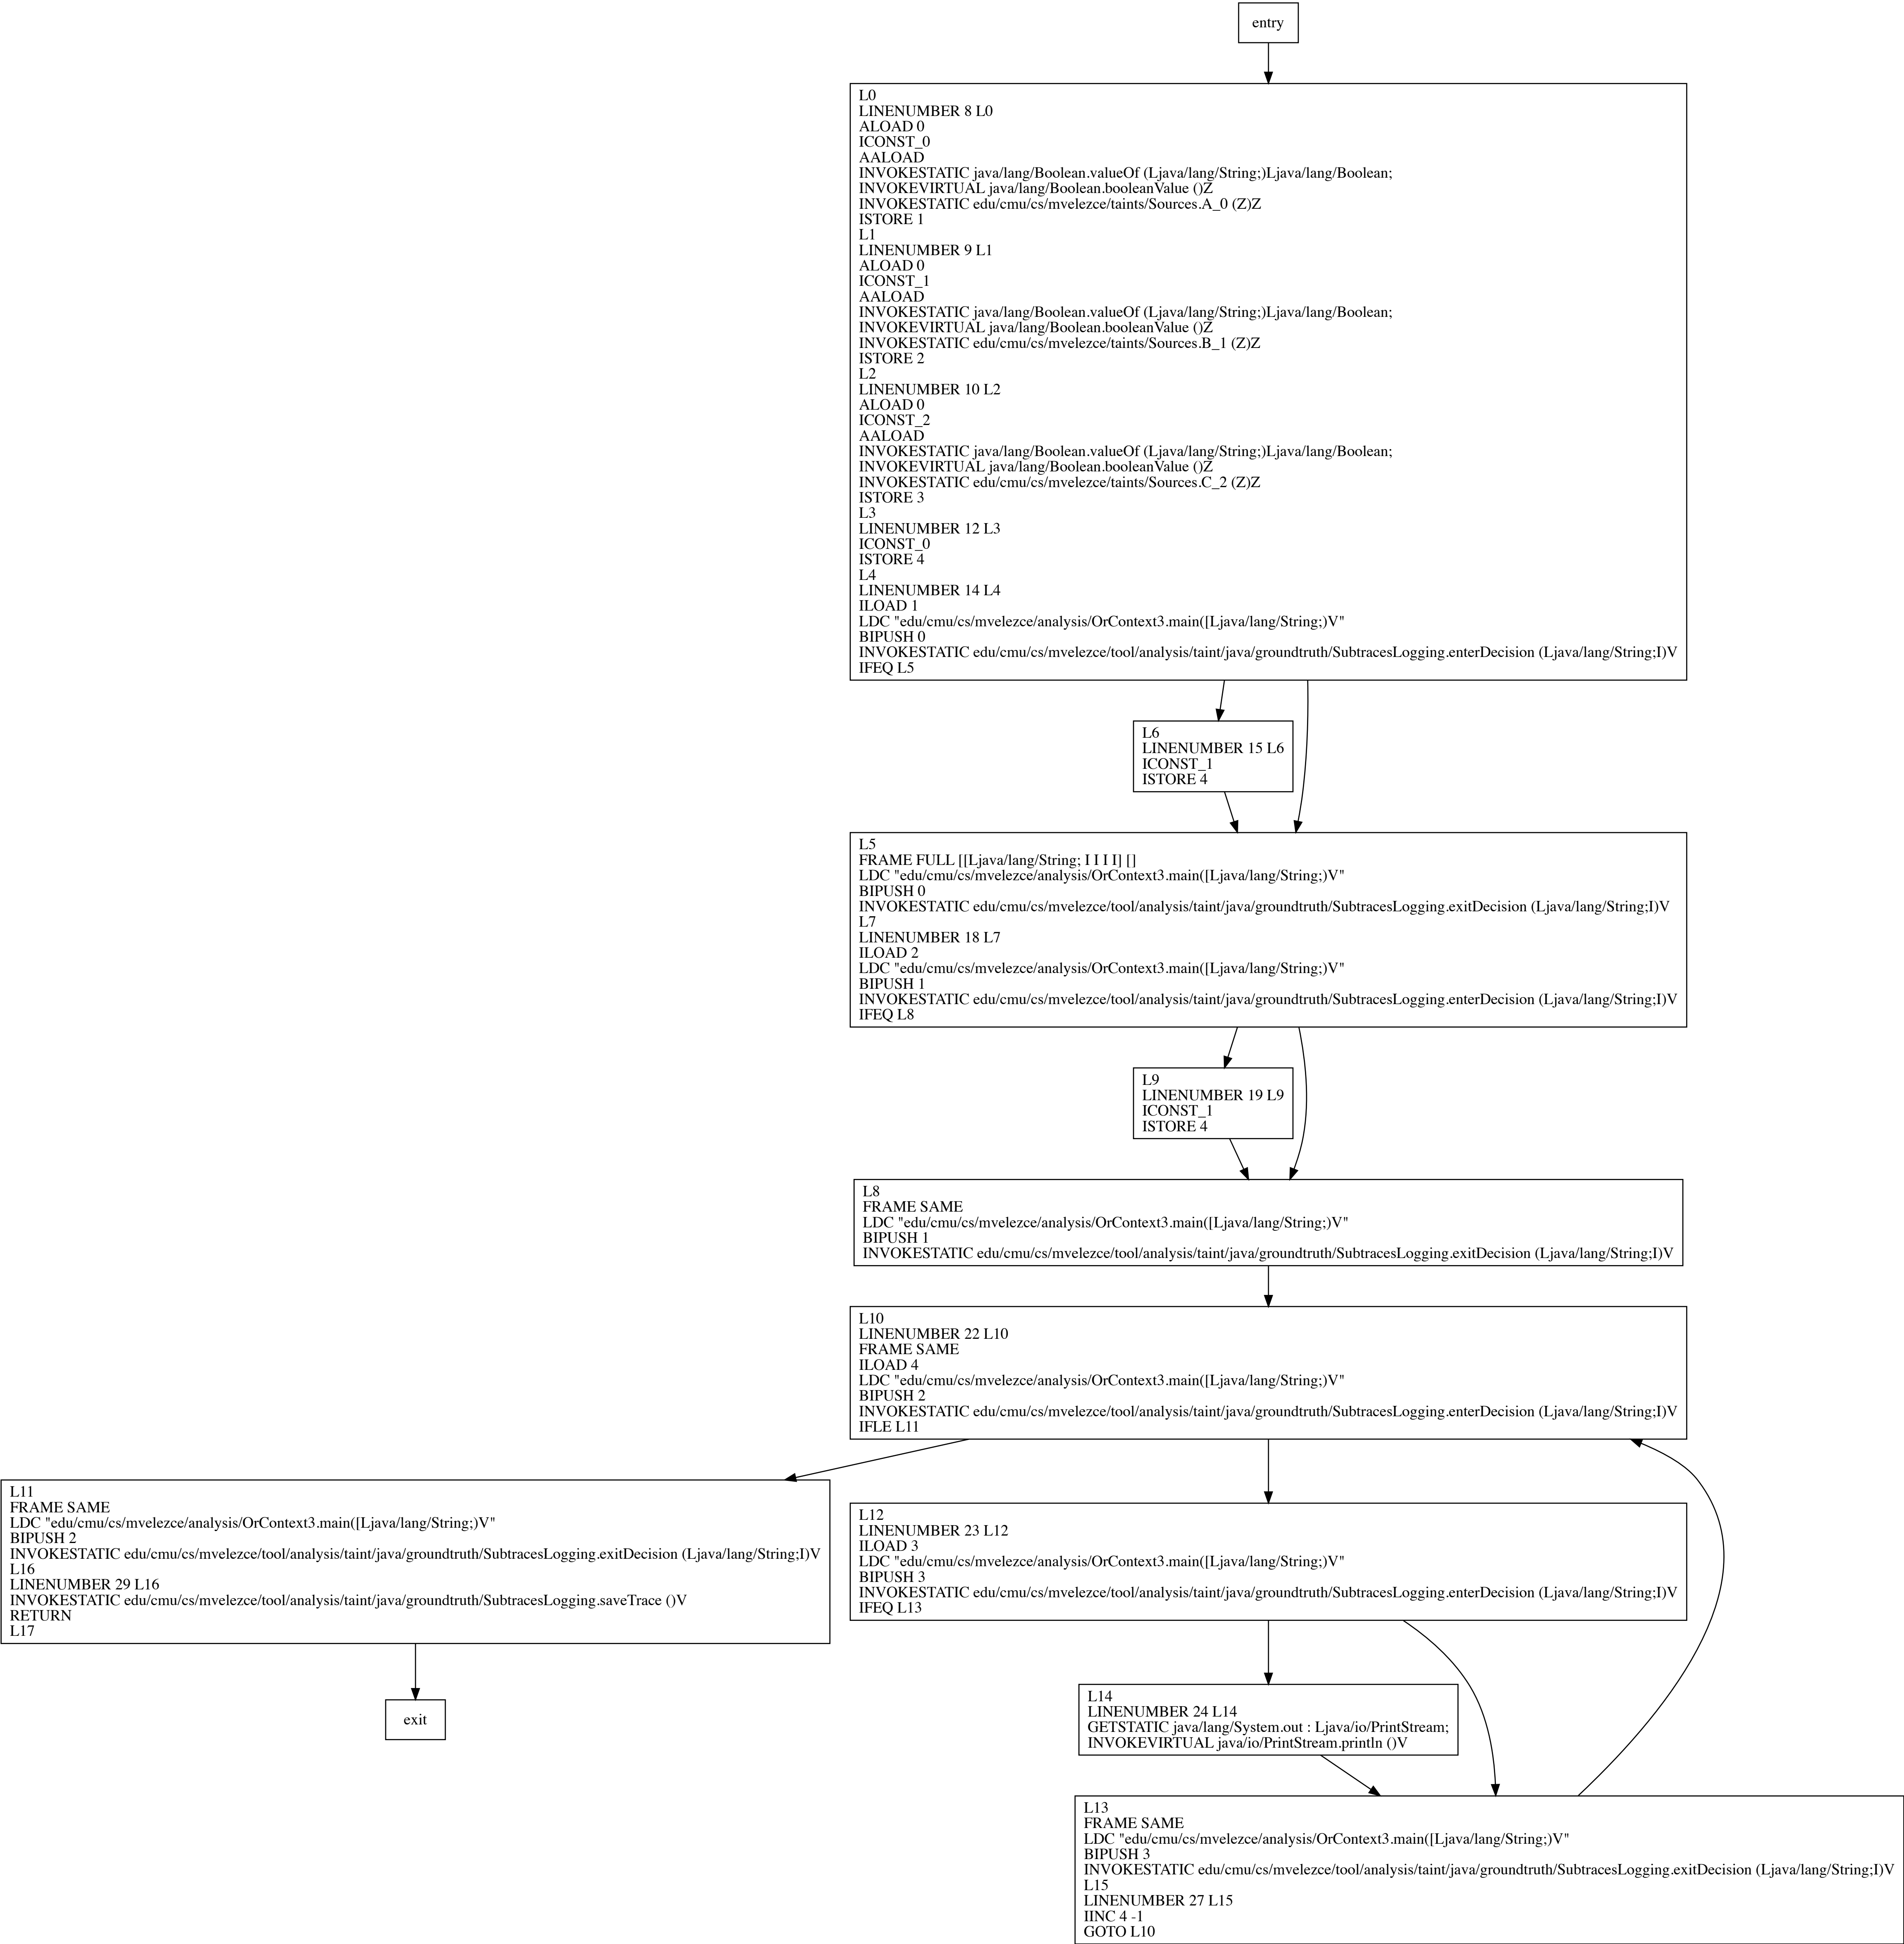 entry
L0
LINENUMBER 8 L0
ALOAD 0
ICONST_0
AALOAD
INVOKESTATIC java/lang/Boolean.valueOf (Ljava/lang/String;)Ljava/lang/Boolean;
INVOKEVIRTUAL java/lang/Boolean.booleanValue ()Z
INVOKESTATIC edu/cmu/cs/mvelezce/taints/Sources.A_0 (Z)Z
ISTORE 1
L1
LINENUMBER 9 L1
ALOAD 0
ICONST_1
AALOAD
INVOKESTATIC java/lang/Boolean.valueOf (Ljava/lang/String;)Ljava/lang/Boolean;
INVOKEVIRTUAL java/lang/Boolean.booleanValue ()Z
INVOKESTATIC edu/cmu/cs/mvelezce/taints/Sources.B_1 (Z)Z
ISTORE 2
L2
LINENUMBER 10 L2
ALOAD 0
ICONST_2
AALOAD
INVOKESTATIC java/lang/Boolean.valueOf (Ljava/lang/String;)Ljava/lang/Boolean;
INVOKEVIRTUAL java/lang/Boolean.booleanValue ()Z
INVOKESTATIC edu/cmu/cs/mvelezce/taints/Sources.C_2 (Z)Z
ISTORE 3
L3
LINENUMBER 12 L3
ICONST_0
ISTORE 4
L4
LINENUMBER 14 L4
ILOAD 1
LDC "edu/cmu/cs/mvelezce/analysis/OrContext3.main([Ljava/lang/String;)V"
BIPUSH 0
INVOKESTATIC edu/cmu/cs/mvelezce/tool/analysis/taint/java/groundtruth/SubtracesLogging.enterDecision (Ljava/lang/String;I)V
IFEQ L5
L6
LINENUMBER 15 L6
ICONST_1
ISTORE 4
L5
FRAME FULL [[Ljava/lang/String; I I I I] []
LDC "edu/cmu/cs/mvelezce/analysis/OrContext3.main([Ljava/lang/String;)V"
BIPUSH 0
INVOKESTATIC edu/cmu/cs/mvelezce/tool/analysis/taint/java/groundtruth/SubtracesLogging.exitDecision (Ljava/lang/String;I)V
L7
LINENUMBER 18 L7
ILOAD 2
LDC "edu/cmu/cs/mvelezce/analysis/OrContext3.main([Ljava/lang/String;)V"
BIPUSH 1
INVOKESTATIC edu/cmu/cs/mvelezce/tool/analysis/taint/java/groundtruth/SubtracesLogging.enterDecision (Ljava/lang/String;I)V
IFEQ L8
L9
LINENUMBER 19 L9
ICONST_1
ISTORE 4
L8
FRAME SAME
LDC "edu/cmu/cs/mvelezce/analysis/OrContext3.main([Ljava/lang/String;)V"
BIPUSH 1
INVOKESTATIC edu/cmu/cs/mvelezce/tool/analysis/taint/java/groundtruth/SubtracesLogging.exitDecision (Ljava/lang/String;I)V
L10
LINENUMBER 22 L10
FRAME SAME
ILOAD 4
LDC "edu/cmu/cs/mvelezce/analysis/OrContext3.main([Ljava/lang/String;)V"
BIPUSH 2
INVOKESTATIC edu/cmu/cs/mvelezce/tool/analysis/taint/java/groundtruth/SubtracesLogging.enterDecision (Ljava/lang/String;I)V
IFLE L11
L11
FRAME SAME
LDC "edu/cmu/cs/mvelezce/analysis/OrContext3.main([Ljava/lang/String;)V"
BIPUSH 2
INVOKESTATIC edu/cmu/cs/mvelezce/tool/analysis/taint/java/groundtruth/SubtracesLogging.exitDecision (Ljava/lang/String;I)V
L16
LINENUMBER 29 L16
INVOKESTATIC edu/cmu/cs/mvelezce/tool/analysis/taint/java/groundtruth/SubtracesLogging.saveTrace ()V
RETURN
L17
exit
L12
LINENUMBER 23 L12
ILOAD 3
LDC "edu/cmu/cs/mvelezce/analysis/OrContext3.main([Ljava/lang/String;)V"
BIPUSH 3
INVOKESTATIC edu/cmu/cs/mvelezce/tool/analysis/taint/java/groundtruth/SubtracesLogging.enterDecision (Ljava/lang/String;I)V
IFEQ L13
L14
LINENUMBER 24 L14
GETSTATIC java/lang/System.out : Ljava/io/PrintStream;
INVOKEVIRTUAL java/io/PrintStream.println ()V
L13
FRAME SAME
LDC "edu/cmu/cs/mvelezce/analysis/OrContext3.main([Ljava/lang/String;)V"
BIPUSH 3
INVOKESTATIC edu/cmu/cs/mvelezce/tool/analysis/taint/java/groundtruth/SubtracesLogging.exitDecision (Ljava/lang/String;I)V
L15
LINENUMBER 27 L15
IINC 4 -1
GOTO L10